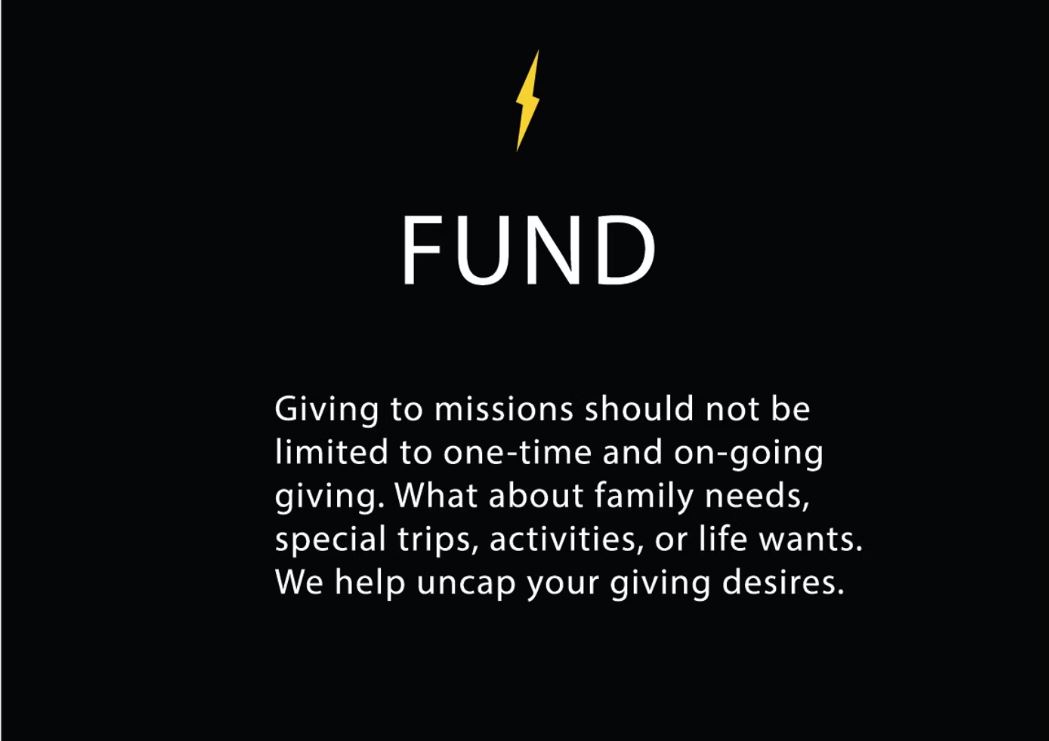 FUND
Giving to missions should not be
limited to one-time and on-going
giving. What about family needs,
special trips, activities, or life wants.
We help uncap your giving desires.